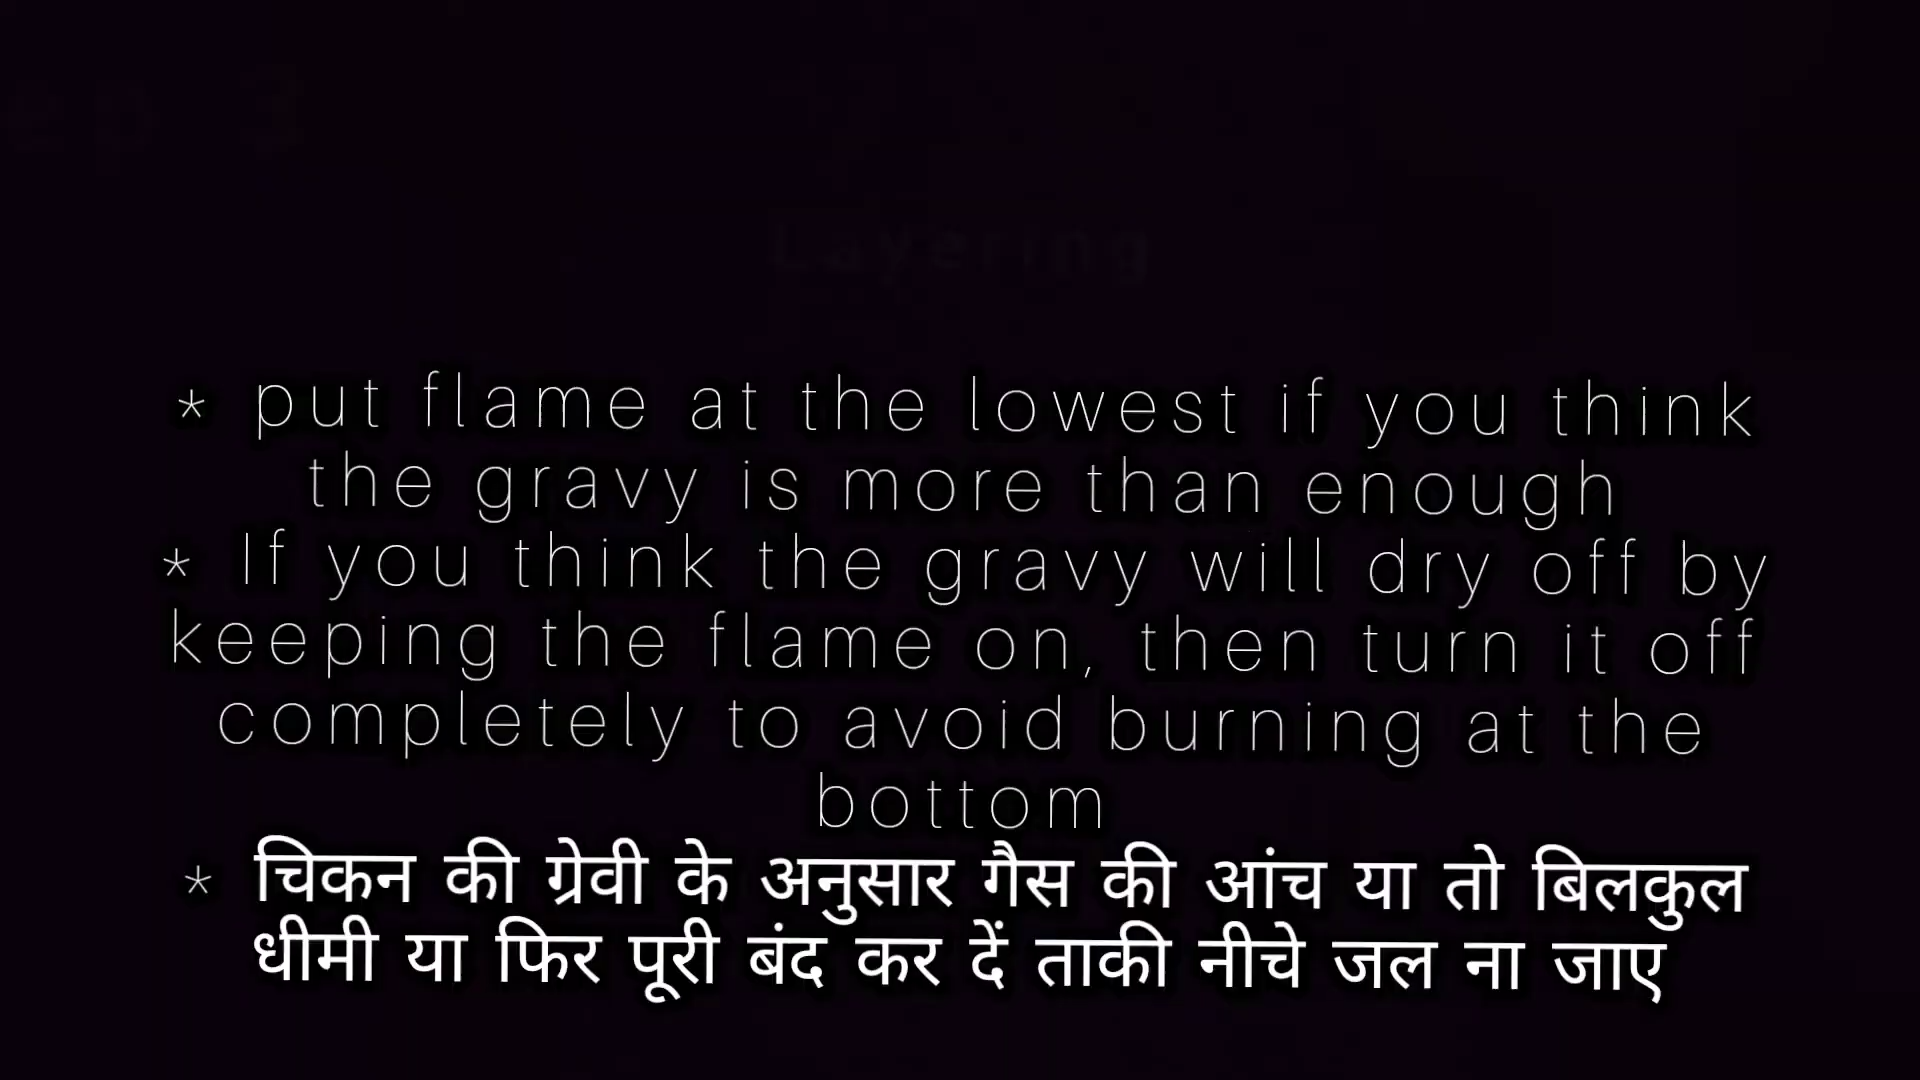 Layering
* put flame at the lowest if you think
the gravy is more than enough
* If you think the gravy will dry off by
keeping the flame on, then turn it off
completely to avoid burning at the
bottom
* चिकन की ग्रेवी के अनुसार गैस की आंच या तो बिलकुल
धीमी या फिर पूरी बंद कर दें ताकी नीचे जल ना जाए